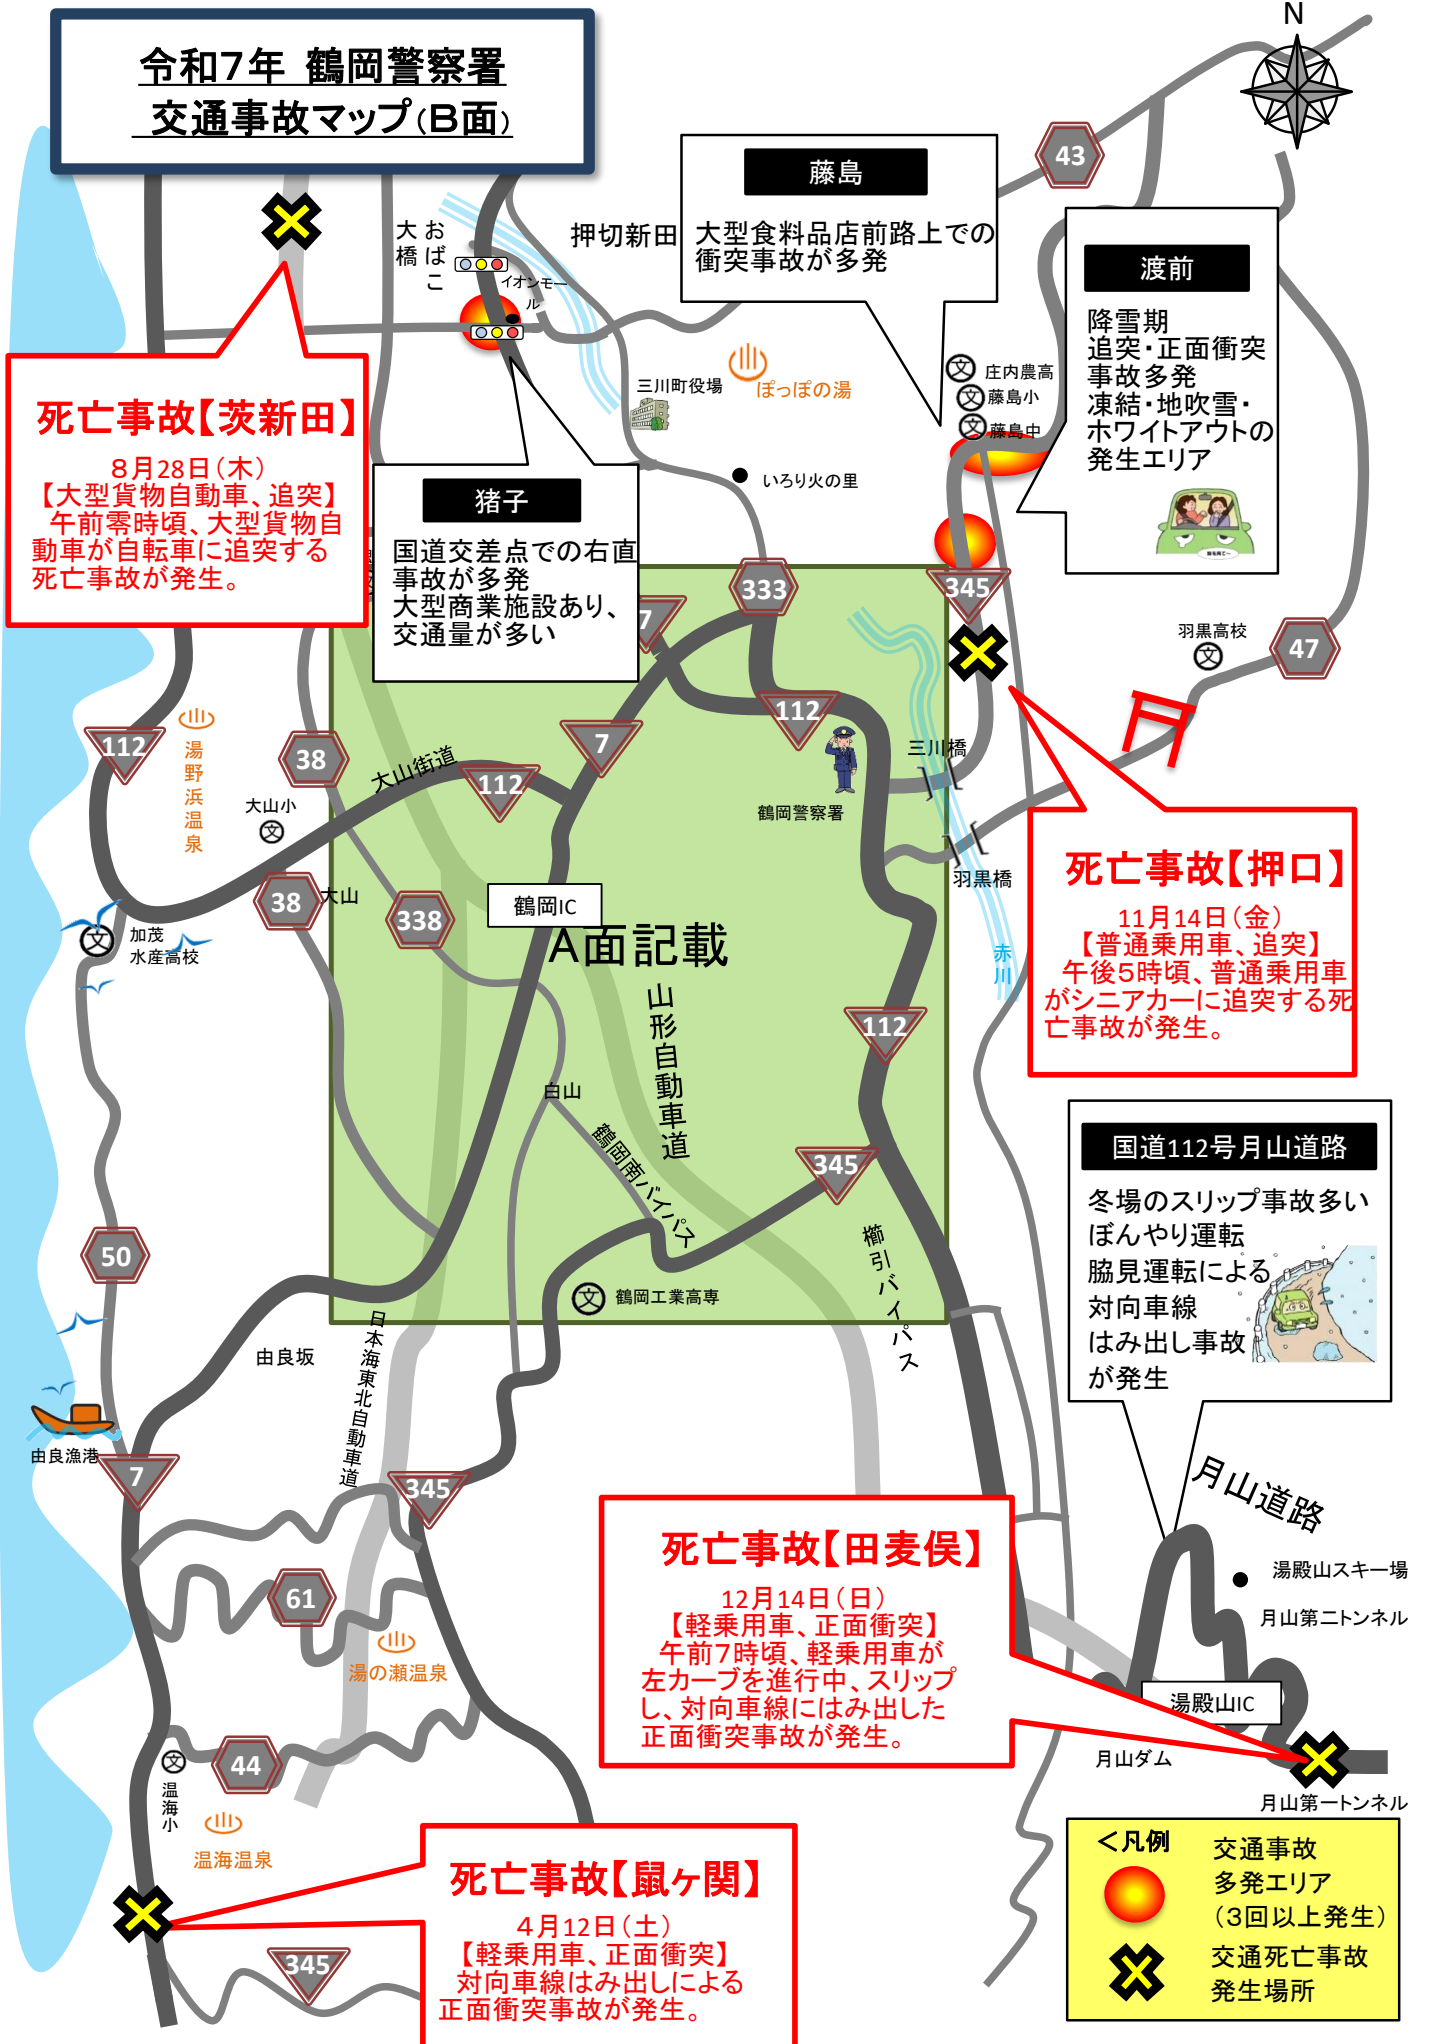 令和7年 鶴岡警察署
交通事故マップ（B面）
N
43
藤島
大型食料品店前路上での
衝突事故が多発
渡前
降雪期
追突・正面衝突
事故多発
凍結・地吹雪・
ホワイトアウトの
発生エリア
おばこ
大橋
押切新田
イオンモー
ル
三川町役場
ぽっぽの湯
庄内農高
藤島小
藤島中
いろり火の里
死亡事故【茨新田】
8月28日（木）
【大型貨物自動車、追突】
午前零時頃、大型貨物自
動車が自転車に追突する
死亡事故が発生。
猪子
国道交差点での右直
事故が多発
大型商業施設あり、
交通量が多い
7
333
345
47
羽黒高校
文
112
湯野浜温泉
38
大山街道
112
7
112
三川橋
大山小
文
鶴岡警察署
羽黒橋
38
大山
338
鶴岡IC
A面記載
文
加茂
水産高校
赤川
死亡事故【押口】
11月14日（金）
【普通乗用車、追突】
午後5時頃、普通乗用車
がシニアカーに追突する死
亡事故が発生。
山形自動車道
112
白山
鶴岡南バイパス
345
櫛引バイパス
国道112号月山道路
冬場のスリップ事故多い
ぼんやり運転
脇見運転による
対向車線
はみ出し事故
が発生
50
文
鶴岡工業高専
日本海東北自動車道
由良坂
由良漁港
7
345
月山道路
湯殿山スキー場
月山第二トンネル
死亡事故【田麦俣】
12月14日（日）
【軽乗用車、正面衝突】
午前7時頃、軽乗用車が
左カーブを進行中、スリップ
し、対向車線にはみ出した
正面衝突事故が発生。
61
湯の瀬温泉
湯殿山IC
月山ダム
月山第一トンネル
44
文
温海小
温海温泉
死亡事故【鼠ヶ関】
4月12日（土）
【軽乗用車、正面衝突】
対向車線はみ出しによる
正面衝突事故が発生。
345
＜凡例
交通事故
多発エリア
（3回以上発生）
交通死亡事故
発生場所